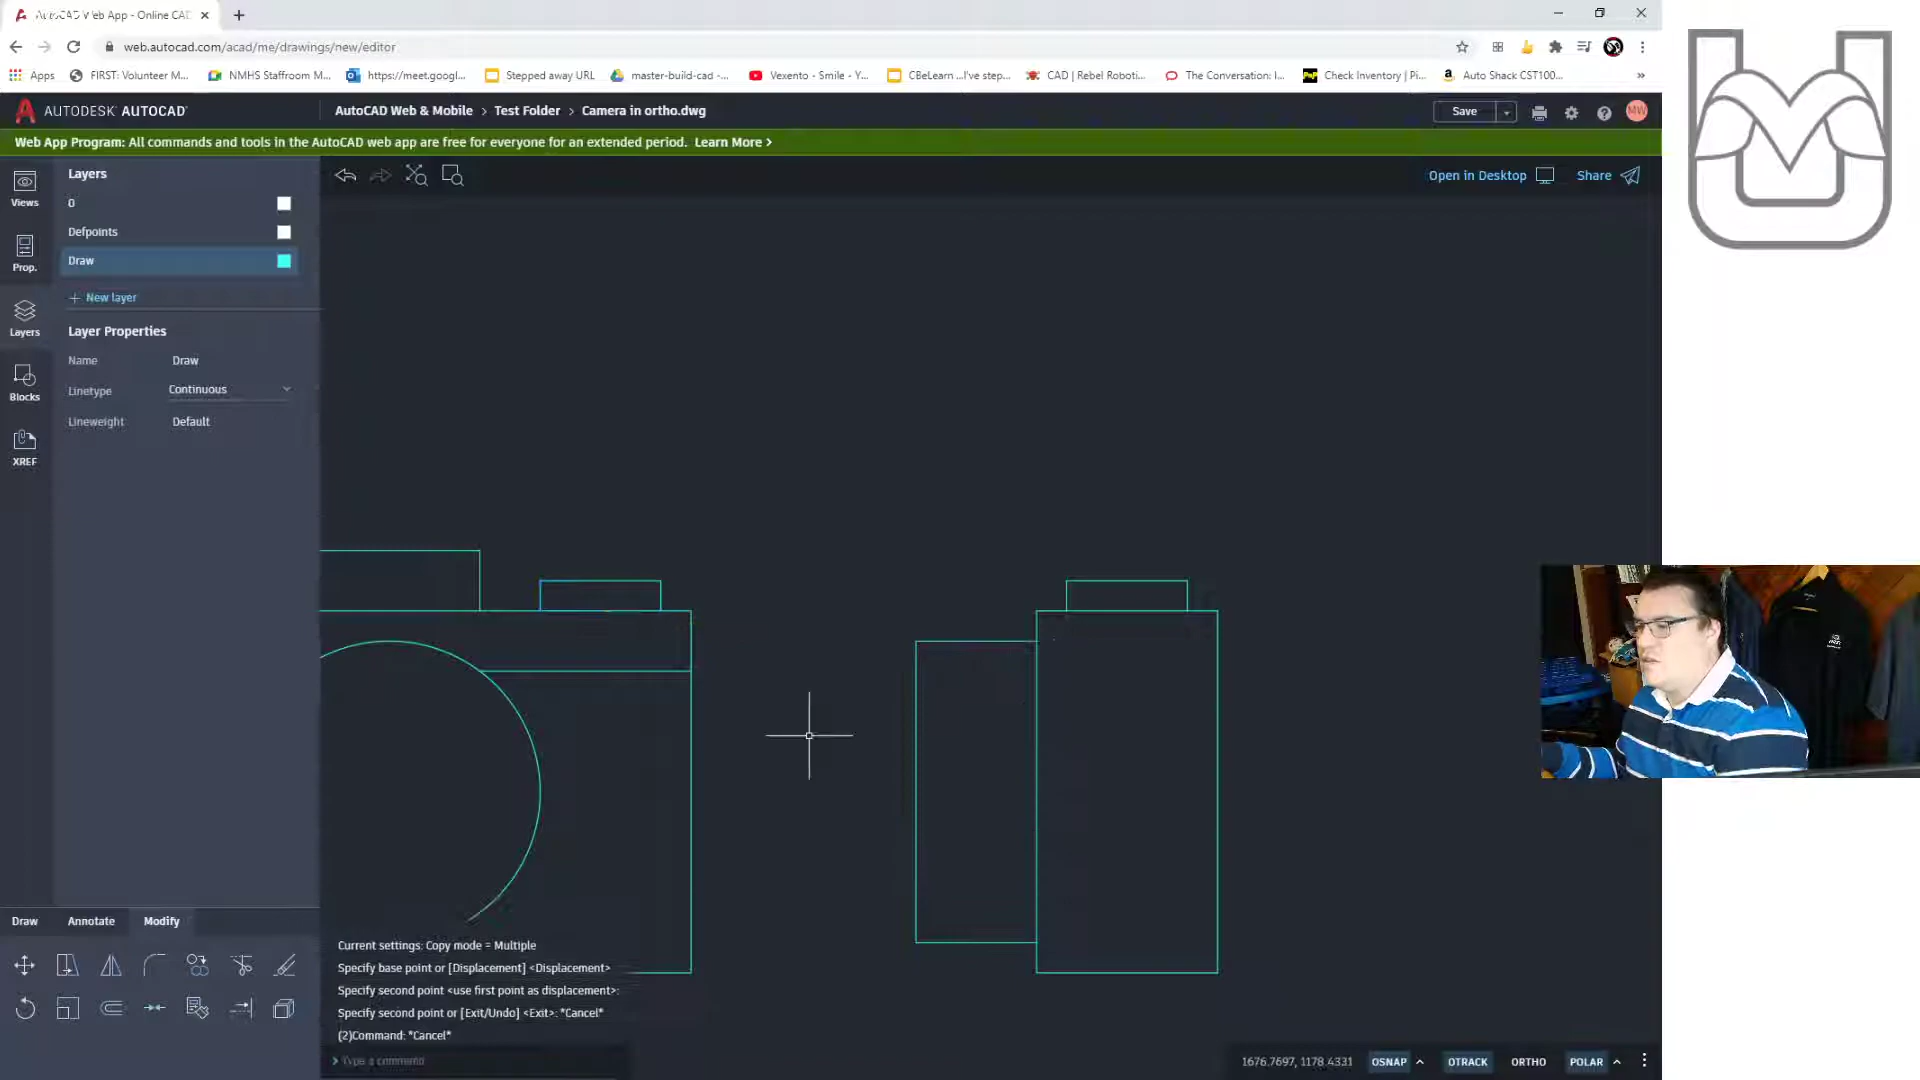 AutoCAD Web App - Online CAD
web.autocad.com/acad/me/drawings/new/editor
Apps FIRST: Volunteer M... NMHS Staffroom M... https://meet.googl... Stepped away URL master-build-cad -... Vexento - Smile - Y... CBeLearn ...I've step... CAD | Rebel Roboti... The Conversation: I... Check Inventory | Pi... Auto Shack CST100... »
AUTODESK® AUTOCAD® AutoCAD Web & Mobile > Test Folder > Camera in ortho.dwg Save MW
Web App Program: All commands and tools in the AutoCAD web app are free for everyone for an extended period. Learn More >
Open in Desktop Share
Views
Prop.
Layers
Blocks
XREF
Layers
0
Defpoints
Draw
+ New layer
Layer Properties
Name Draw
Linetype Continuous
Lineweight Default
Draw Annotate Modify
Current settings: Copy mode = Multiple
Specify base point or [Displacement] <Displacement>
Specify second point <use first point as displacement>:
Specify second point or [Exit/Undo] <Exit>: *Cancel*
(2)Command: *Cancel*
> Type a command
1676.7697, 1178.4331 OSNAP OTRACK ORTHO POLAR